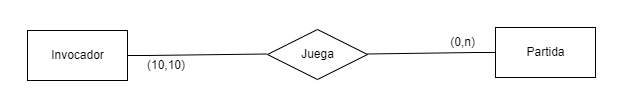 Invocador
(10,10)
Juega
(0,n)
Partida